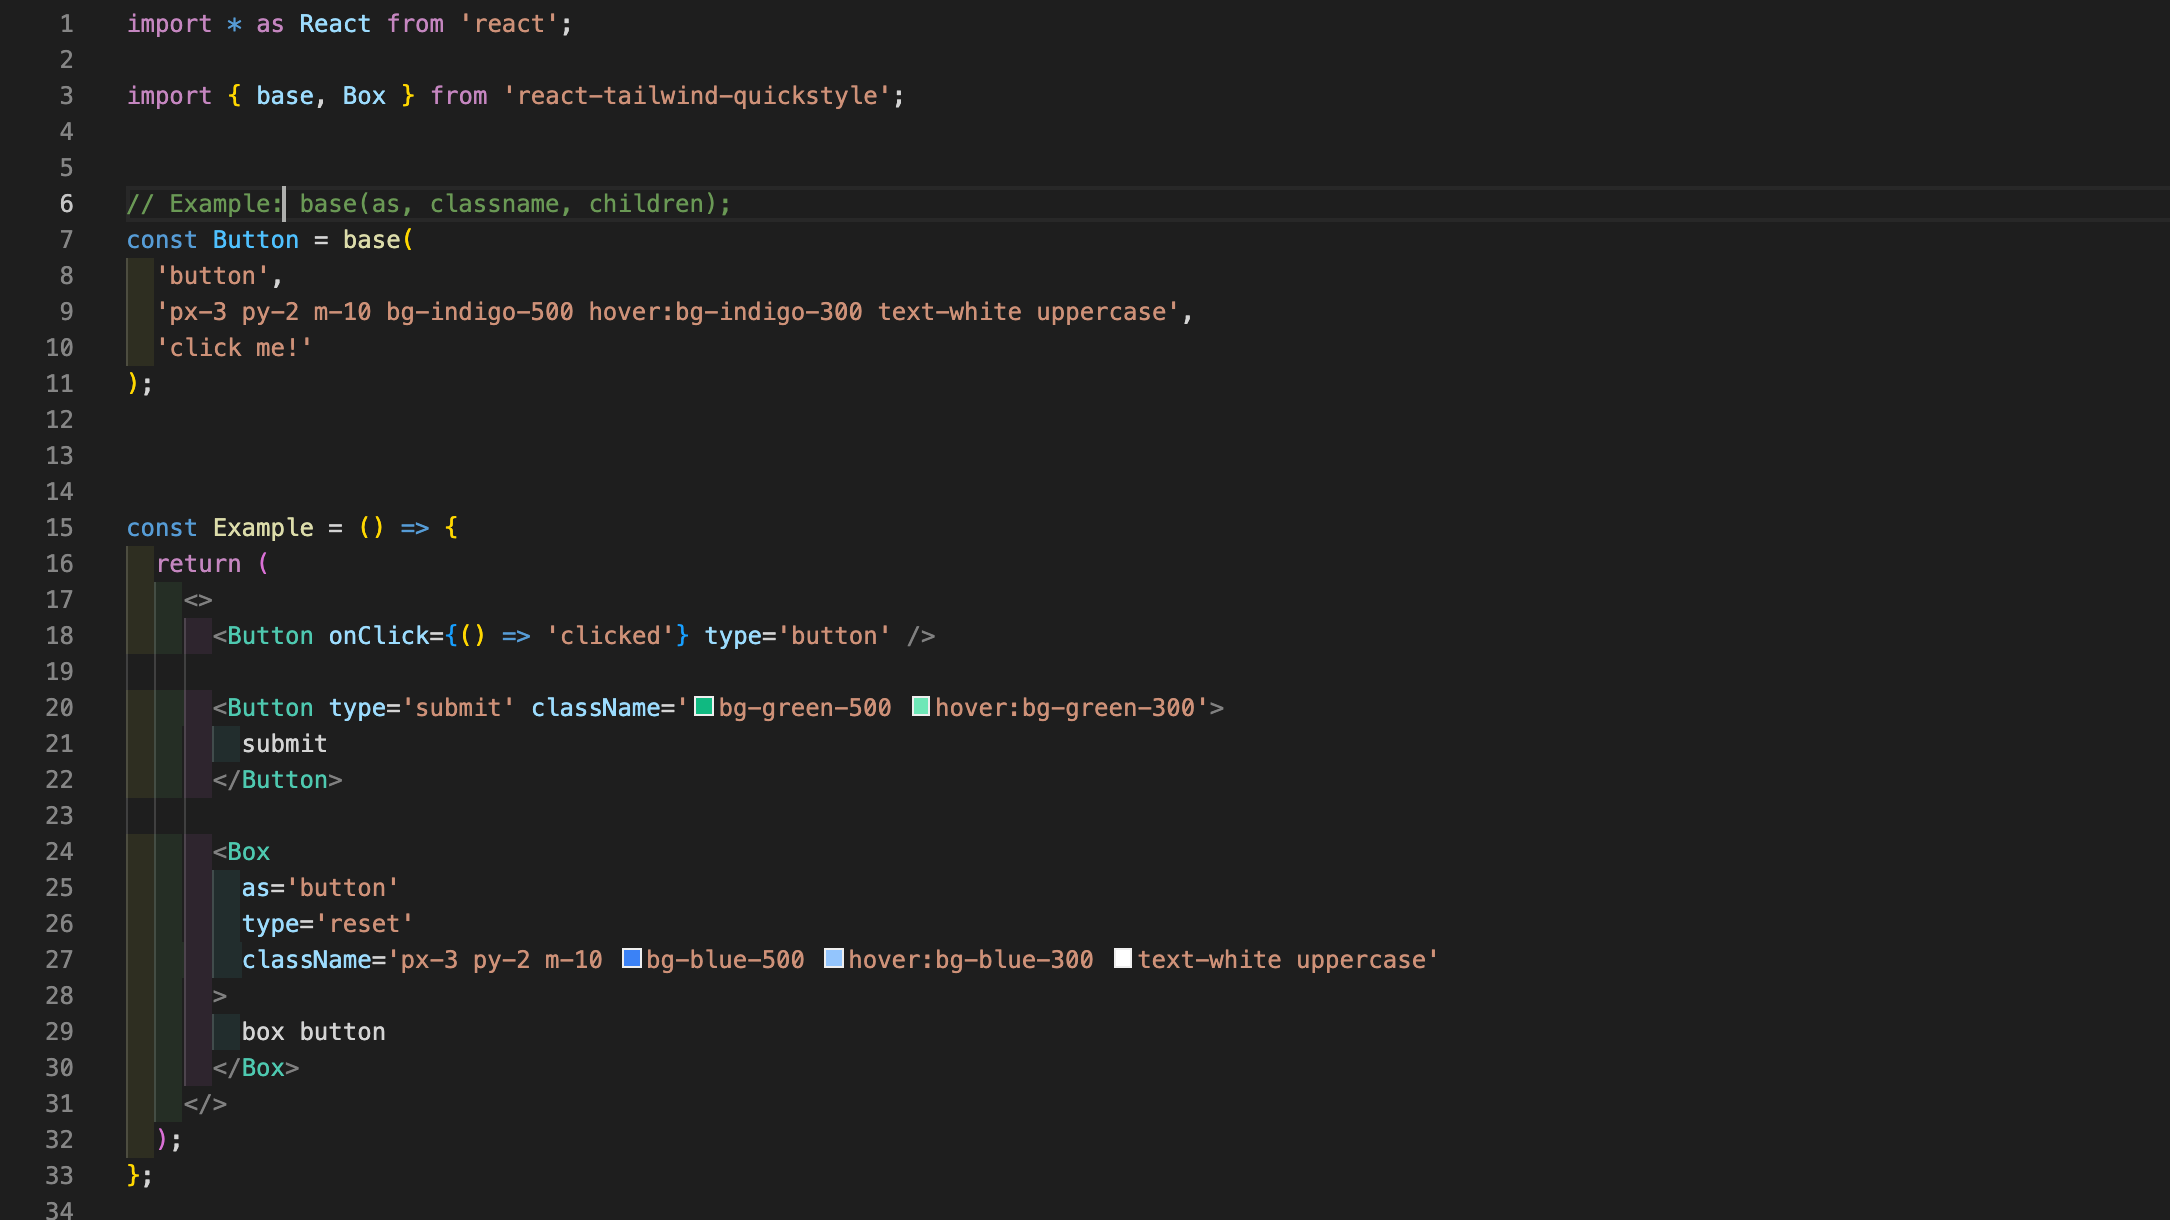 1 import * as React from 'react';
2
3 import { base, Box } from 'react-tailwind-quickstyle';
4
5
6 // Example: base(as, classname, children);
7 const Button = base(
8   'button',
9   'px-3 py-2 m-10 bg-indigo-500 hover:bg-indigo-300 text-white uppercase',
10   'click me!'
11 );
12
13
14
15 const Example = () => {
16   return (
17     <>
18       <Button onClick={() => 'clicked'} type='button' />
19
20       <Button type='submit' className='bg-green-500 hover:bg-green-300'>
21         submit
22       </Button>
23
24       <Box
25         as='button'
26         type='reset'
27         className='px-3 py-2 m-10 bg-blue-500 hover:bg-blue-300 text-white uppercase'
28       >
29         box button
30       </Box>
31     </>
32   );
33 };
34